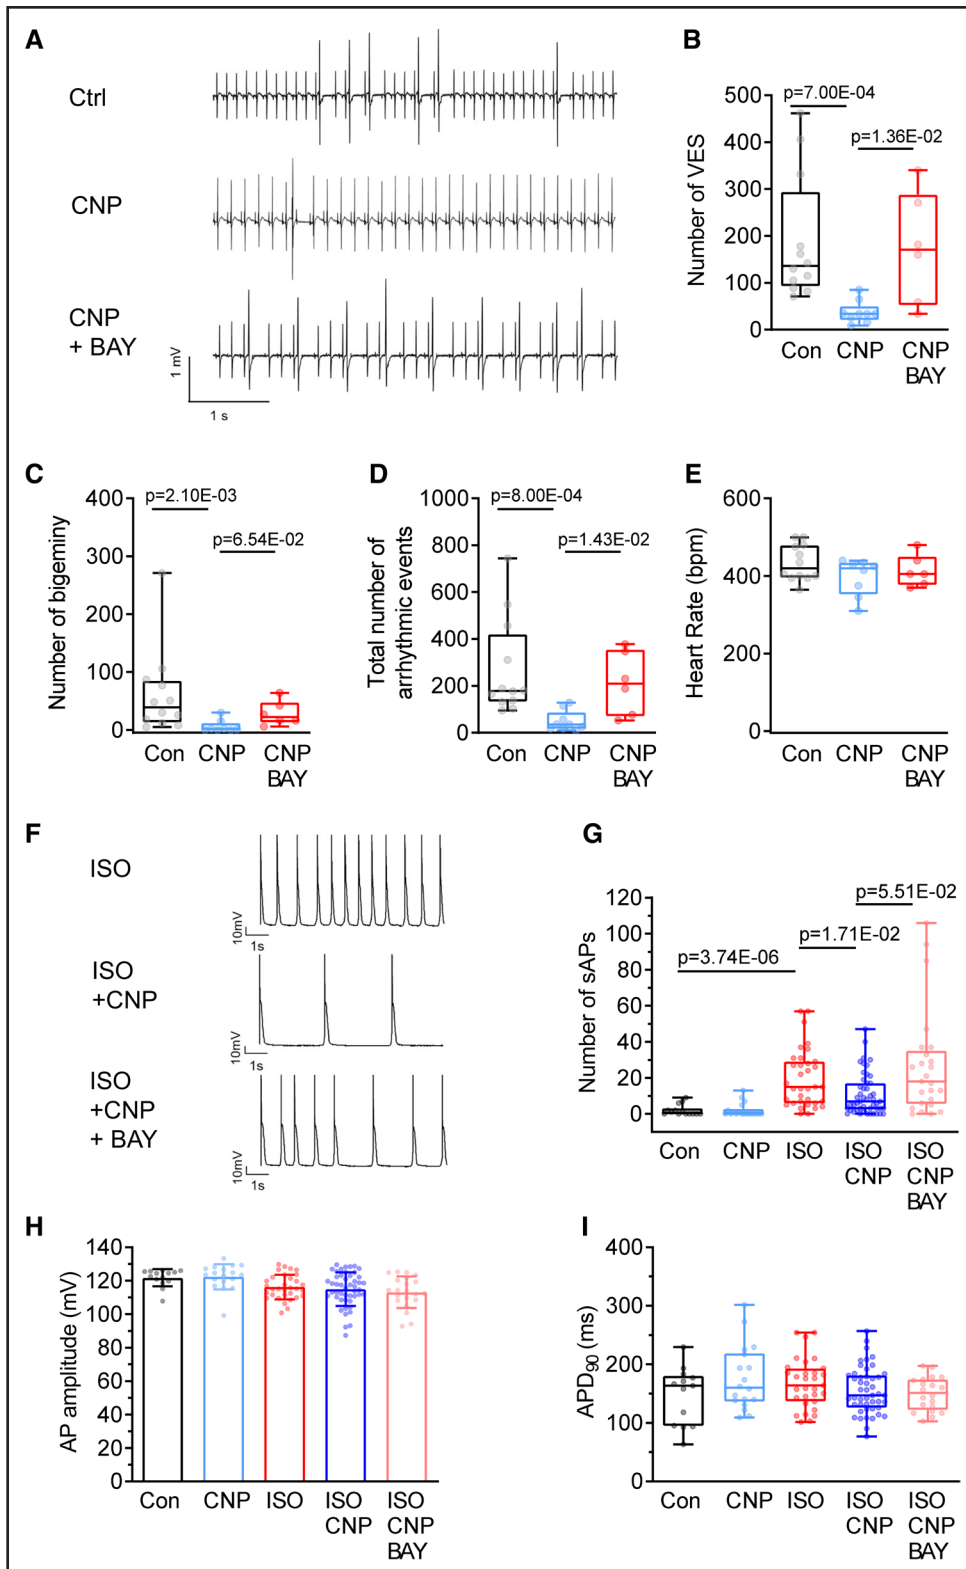 A
Ctrl
CNP
CNP
+ BAY
1 mV
1 s
B
Number of VES
500
400
300
200
100
0
p=7.00E-04
p=1.36E-02
Con
CNP
CNP
BAY
C
Number of bigeminy
400
300
200
100
0
p=2.10E-03
p=6.54E-02
Con
CNP
CNP
BAY
D
Total number of
arrhythmic events
1000
800
600
400
200
0
p=8.00E-04
p=1.43E-02
Con
CNP
CNP
BAY
E
Heart Rate (bpm)
600
400
200
0
Con
CNP
CNP
BAY
F
ISO
10mV
1s
ISO
+CNP
10mV
1s
ISO
+CNP
+ BAY
10mV
1s
G
Number of sAPs
120
100
80
60
40
20
0
p=5.51E-02
p=1.71E-02
p=3.74E-06
Con
CNP
ISO
ISO
CNP
ISO
CNP
BAY
H
AP amplitude (mV)
140
120
100
80
60
40
20
0
Con
CNP
ISO
ISO
CNP
ISO
CNP
BAY
I
APD90 (ms)
400
300
200
100
0
Con
CNP
ISO
ISO
CNP
ISO
CNP
BAY